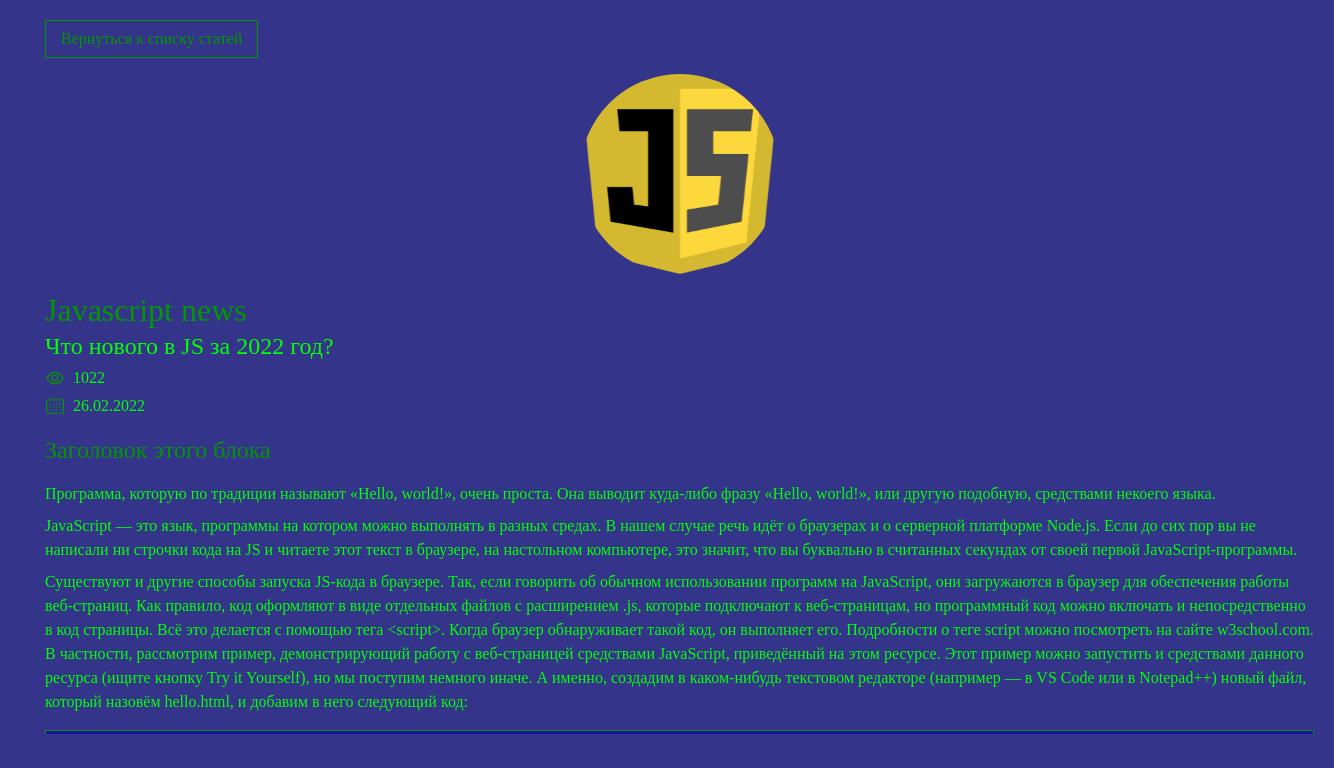 Вернуться к списку статей
JS
Javascript news
Что нового в JS за 2022 год?
1022
26.02.2022
Заголовок этого блока
Программа, которую по традиции называют «Hello, world!», очень проста. Она выводит куда-либо фразу «Hello, world!», или другую подобную, средствами некоего языка.
JavaScript — это язык, программы на котором можно выполнять в разных средах. В нашем случае речь идёт о браузерах и о серверной платформе Node.js. Если до сих пор вы не
написали ни строчки кода на JS и читаете этот текст в браузере, на настольном компьютере, это значит, что вы буквально в считанных секундах от своей первой JavaScript-программы.
Существуют и другие способы запуска JS-кода в браузере. Так, если говорить об обычном использовании программ на JavaScript, они загружаются в браузер для обеспечения работы
веб-страниц. Как правило, код оформляют в виде отдельных файлов с расширением .js, которые подключают к веб-страницам, но программный код можно включать и непосредственно
в код страницы. Всё это делается с помощью тега <script>. Когда браузер обнаруживает такой код, он выполняет его. Подробности о теге script можно посмотреть на сайте w3school.com.
В частности, рассмотрим пример, демонстрирующий работу с веб-страницей средствами JavaScript, приведённый на этом ресурсе. Этот пример можно запустить и средствами данного
ресурса (ищите кнопку Try it Yourself), но мы поступим немного иначе. А именно, создадим в каком-нибудь текстовом редакторе (например — в VS Code или в Notepad++) новый файл,
который назовём hello.html, и добавим в него следующий код: